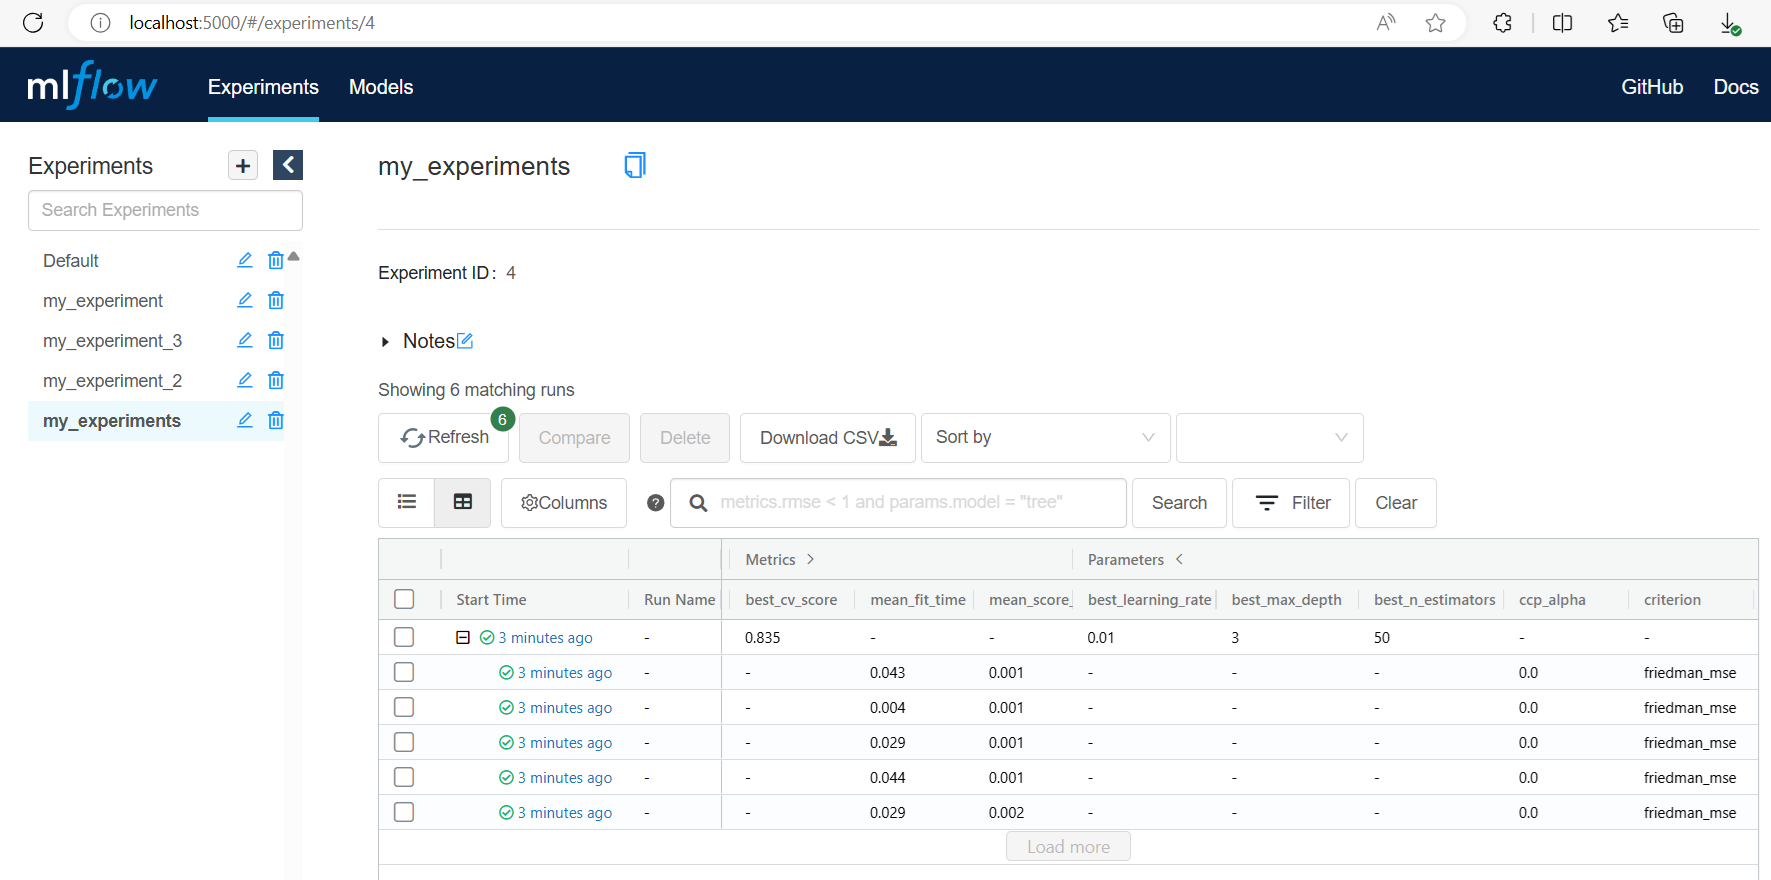 localhost:5000/#/experiments/4
mlflow Experiments Models GitHub Docs
Experiments
Search Experiments
Default
my_experiment
my_experiment_3
my_experiment_2
my_experiments
my_experiments
Experiment ID: 4
Notes
Showing 6 matching runs
Refresh 6 Compare Delete Download CSV Sort by
Columns ? metrics.rmse < 1 and params.model = "tree" Search Filter Clear
Metrics > Parameters <
Start Time Run Name best_cv_score mean_fit_time mean_score_ best_learning_rate best_max_depth best_n_estimators ccp_alpha criterion
3 minutes ago - 0.835 - - 0.01 3 50 - -
3 minutes ago - - 0.043 0.001 - - - 0.0 friedman_mse
3 minutes ago - - 0.004 0.001 - - - 0.0 friedman_mse
3 minutes ago - - 0.029 0.001 - - - 0.0 friedman_mse
3 minutes ago - - 0.044 0.001 - - - 0.0 friedman_mse
3 minutes ago - - 0.029 0.002 - - - 0.0 friedman_mse
Load more